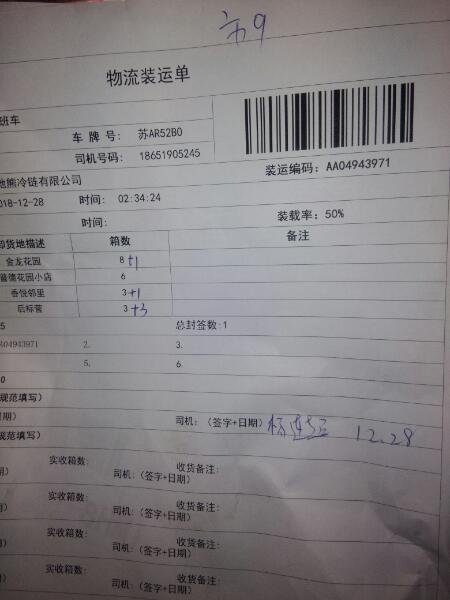 市9
物流装运单
班车
车 牌 号: 苏AR52B0
司机号码: 18651905245
装运编码: AA04943971
地熊冷链有限公司
018-12-28 时间: 02:34:24
时间: 装载率: 50%
卸货地描述 箱数 备注
金龙花园 8 +1
普德花园小店 6
香悦邻里 3 +1
后标营 3 +3
5 总封签数:1
A04943971 2. 3.
5. 6.
0
规范填写)
日期) 司机: (签字+日期) 12.28
规范填写)
实收箱数: 收货备注:
) 司机: (签字+日期)
实收箱数: 收货备注:
) 司机: (签字+日期)
实收箱数: 收货备注:
) 司机: (签字+日期)
实收箱数: 收货备注:
) 司机: (签字+日期)